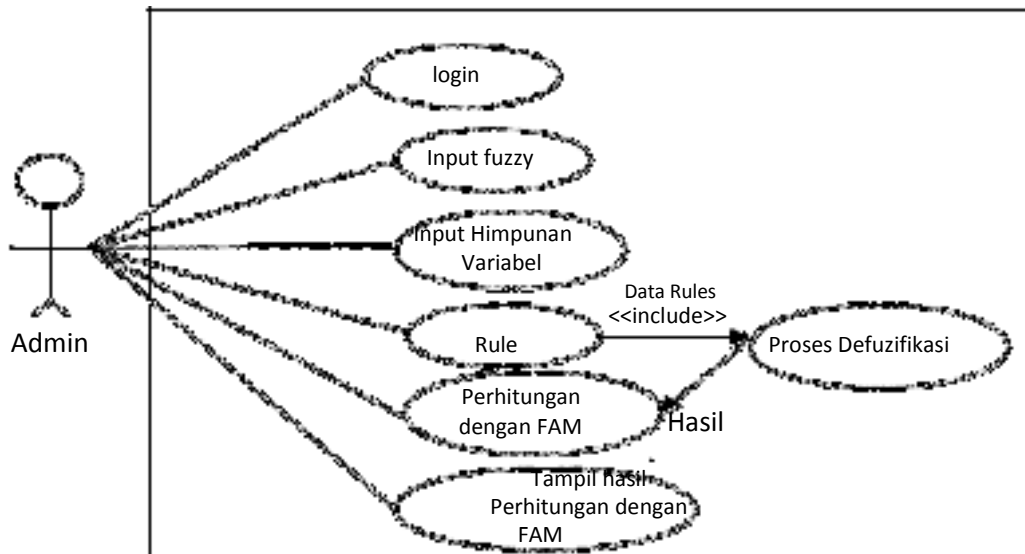 login
Input fuzzy
Input Himpunan
Variabel
Data Rules
<<include>>
Rule
Proses Defuzifikasi
Admin
Perhitungan
dengan FAM
Hasil
Tampil hasil
Perhitungan dengan
FAM